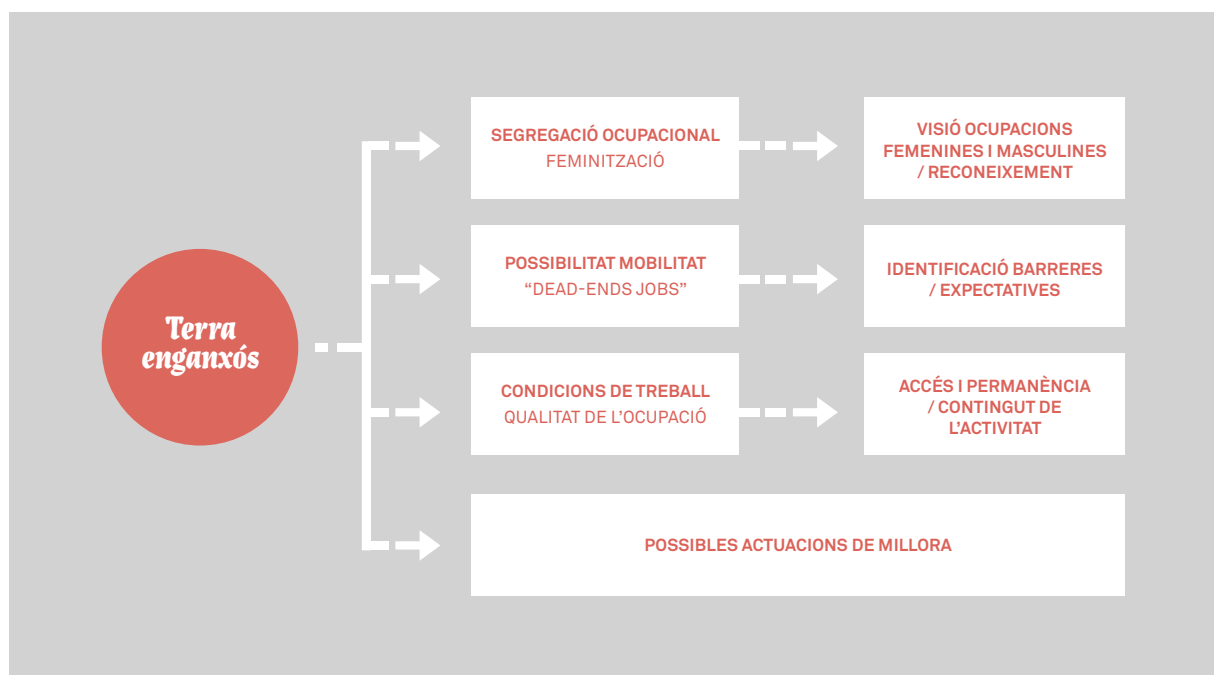 Terra
enganxós
SEGREGACIÓ OCUPACIONAL
FEMINITZACIÓ
VISIÓ OCUPACIONS
FEMENINES I MASCULINES
/ RECONEIXEMENT
POSSIBILITAT MOBILITAT
“DEAD-ENDS JOBS”
IDENTIFICACIÓ BARRERES
/ EXPECTATIVES
CONDICIONS DE TREBALL
QUALITAT DE L’OCUPACIÓ
ACCÉS I PERMANÈNCIA
/ CONTINGUT DE
L’ACTIVITAT
POSSIBLES ACTUACIONS DE MILLORA